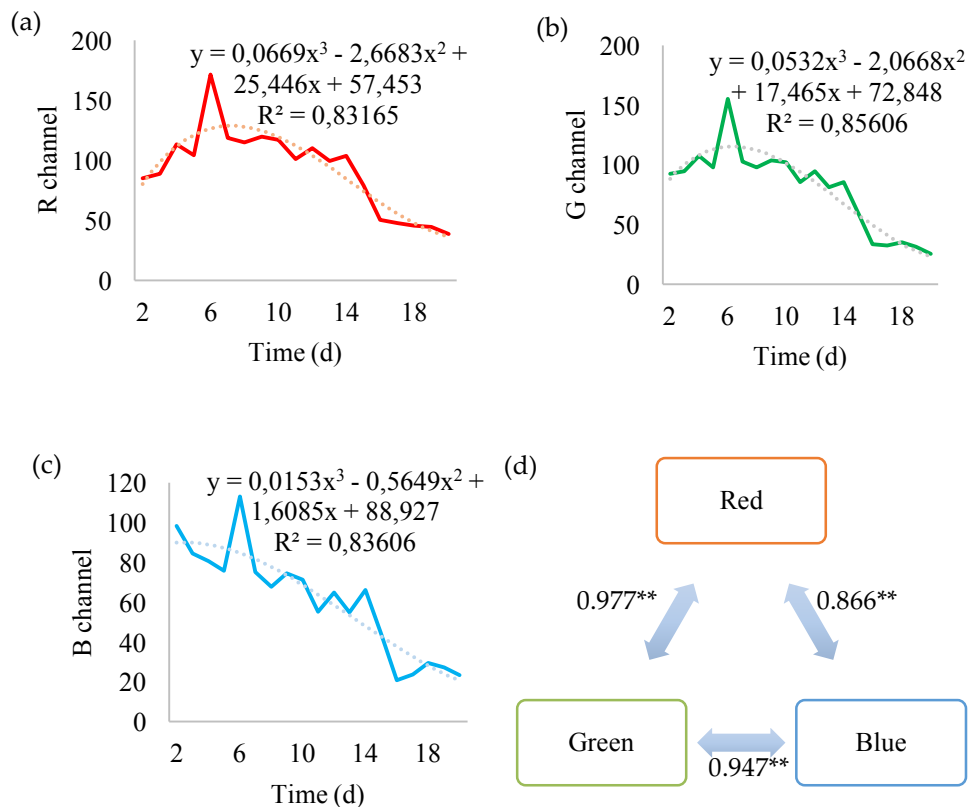 (a)
200
150
100
50
0
R channel
y = 0,0669x³ - 2,6683x² +
25,446x + 57,453
R² = 0,83165
2 6 10 14 18
Time (d)
(b)
200
150
100
50
0
G channel
y = 0,0532x³ - 2,0668x²
+ 17,465x + 72,848
R² = 0,85606
2 6 10 14 18
Time (d)
(c)
120
100
80
60
40
20
0
B channel
y = 0,0153x³ - 0,5649x² +
1,6085x + 88,927
R² = 0,83606
2 6 10 14 18
Time (d)
(d)
Red
0.977** 0.866**
Green Blue
0.947**